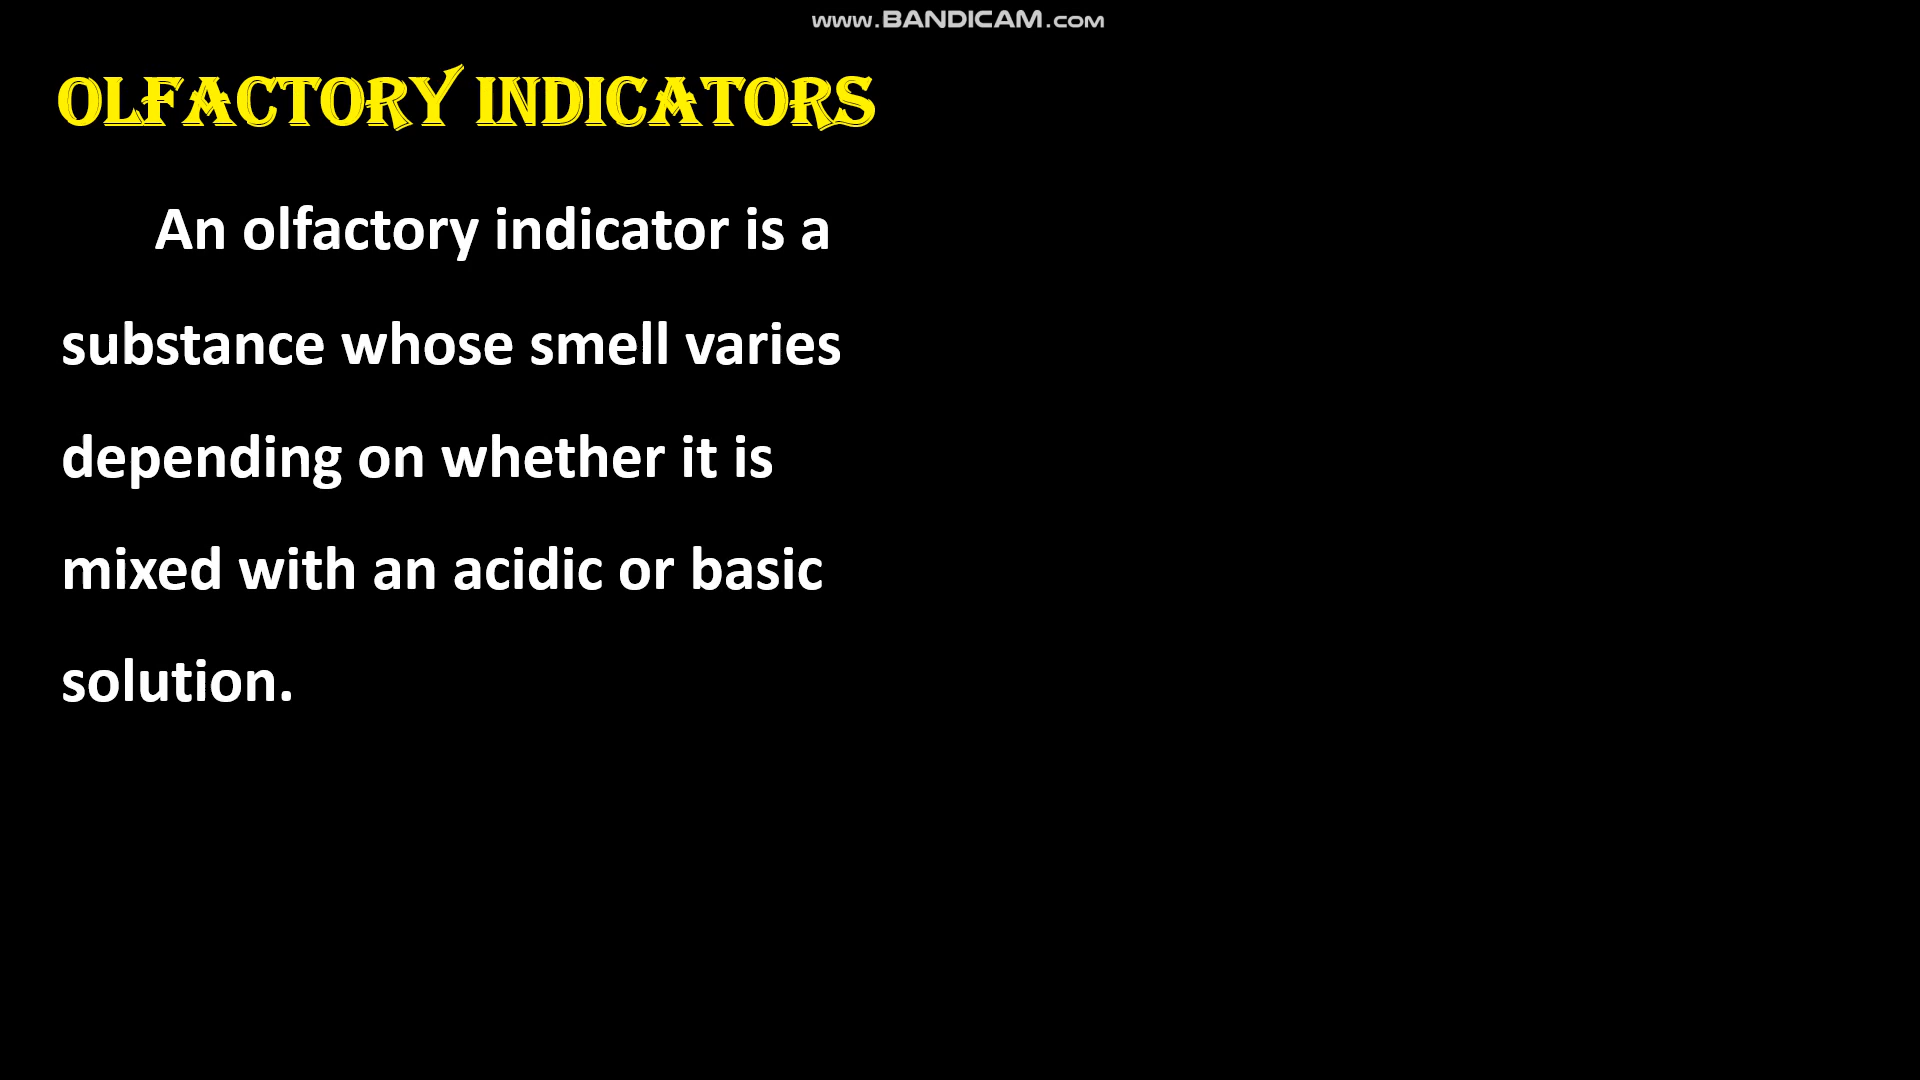 www.BANDICAM.com
OLFACTORY INDICATORS
An olfactory indicator is a
substance whose smell varies
depending on whether it is
mixed with an acidic or basic
solution.